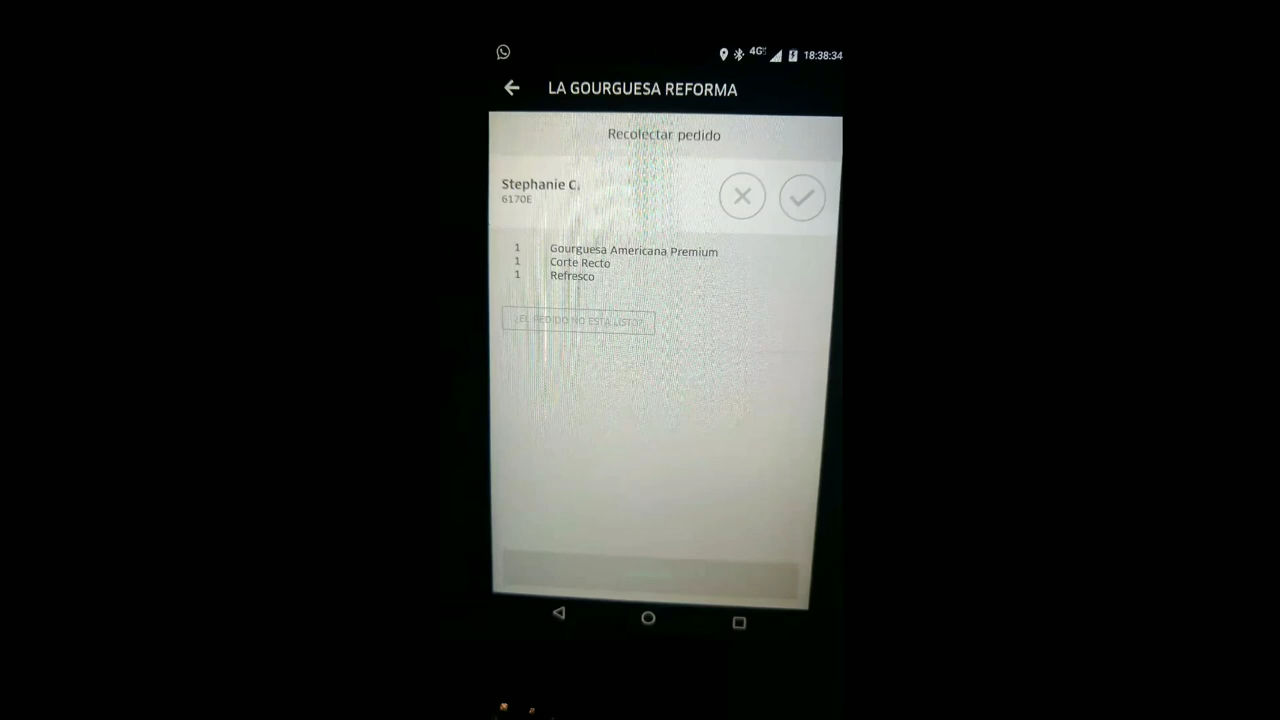 4G 18:38:34
LA GOURGUESA REFORMA
Recolectar pedido
Stephanie C.
6170E
1 Gourguesa Americana Premium
1 Corte Recto
1 Refresco
¿EL PEDIDO NO ESTÁ LISTO?